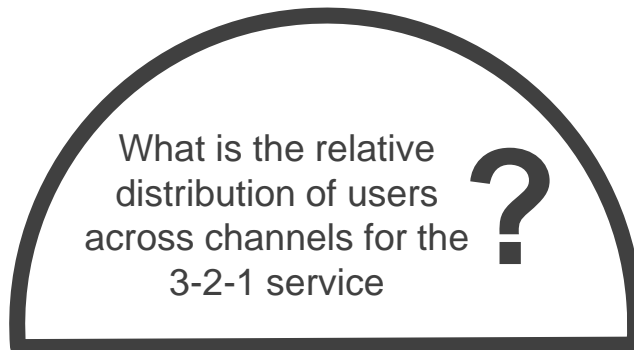 What is the relative
distribution of users
across channels for the
3-2-1 service
?